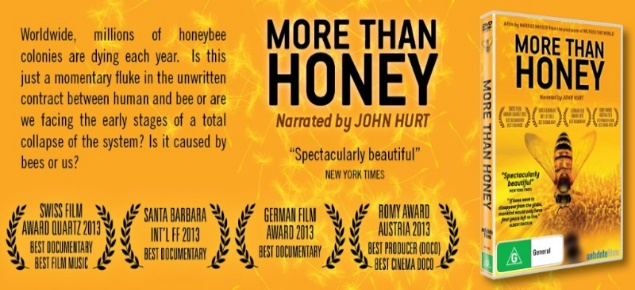 Worldwide, millions of honeybee
colonies are dying each year. Is this
just a momentary fluke in the unwritten
contract between human and bee or are
we facing the early stages of a total
collapse of the system? Is it caused by
bees or us?
MORE THAN
HONEY
Narrated by JOHN HURT
“Spectacularly beautiful”
NEW YORK TIMES
SWISS FILM
AWARD QUARTZ 2013
BEST DOCUMENTARY
BEST FILM MUSIC
SANTA BARBARA
INT'L FF 2013
BEST DOCUMENTARY
GERMAN FILM
AWARD 2013
BEST DOCUMENTARY
ROMY AWARD
AUSTRIA 2013
BEST PRODUCER (DOCO)
BEST CINEMA DOCO
MORE THAN HONEY
MORE THAN
HONEY
Narrated by JOHN HURT
"Spectacularly
beautiful"
NEW YORK TIMES
G
General